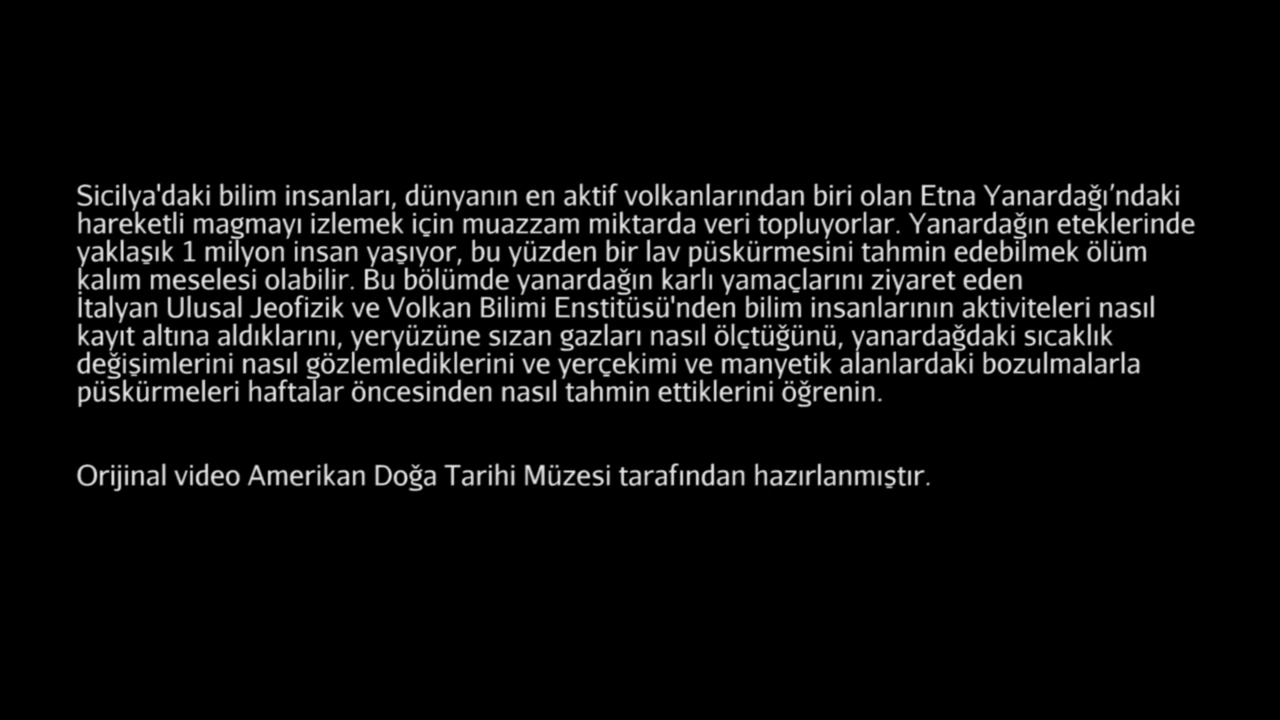 Sicilya'daki bilim insanları, dünyanın en aktif volkanlarından biri olan Etna Yanardağı’ndaki
hareketli magmayı izlemek için muazzam miktarda veri topluyorlar. Yanardağın eteklerinde
yaklaşık 1 milyon insan yaşıyor, bu yüzden bir lav püskürmesini tahmin edebilmek ölüm
kalım meselesi olabilir. Bu bölümde yanardağın karlı yamaçlarını ziyaret eden
İtalyan Ulusal Jeofizik ve Volkan Bilimi Enstitüsü'nden bilim insanlarının aktiviteleri nasıl
kayıt altına aldıklarını, yeryüzüne sızan gazları nasıl ölçtüğünü, yanardağdaki sıcaklık
değişimlerini nasıl gözlemlediklerini ve yerçekimi ve manyetik alanlardaki bozulmalarla
püskürmeleri haftalar öncesinden nasıl tahmin ettiklerini öğrenin.
Orijinal video Amerikan Doğa Tarihi Müzesi tarafından hazırlanmıştır.